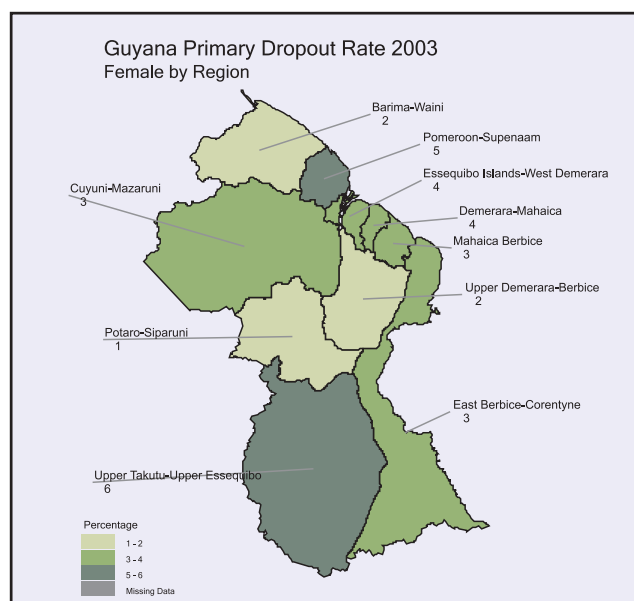 Guyana Primary Dropout Rate 2003
Female by Region
Barima-Waini
2
Pomeroon-Supenaam
5
Essequibo Islands-West Demerara
4
Cuyuni-Mazaruni
3
Demerara-Mahaica
4
Mahaica Berbice
3
Upper Demerara-Berbice
2
Potaro-Siparuni
1
East Berbice-Corentyne
3
Upper Takutu-Upper Essequibo
6
Percentage
1 - 2
3 - 4
5 - 6
Missing Data